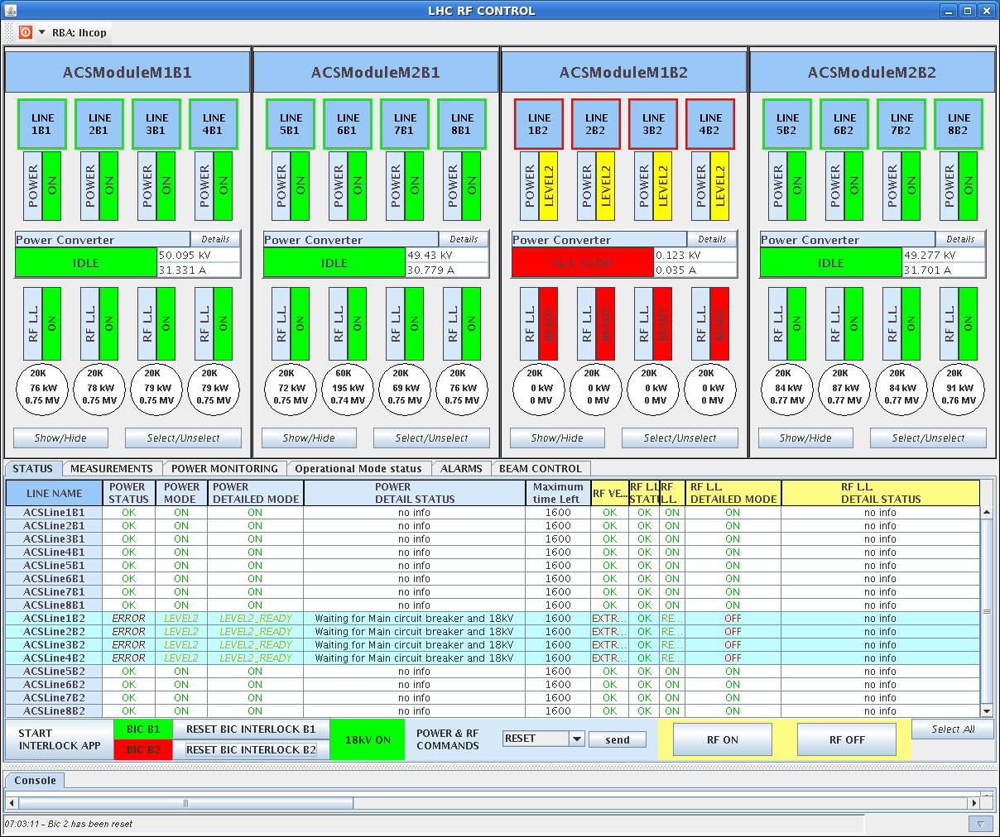 LHC RF CONTROL
RBA: lhcop
ACSModuleM1B1 ACSModuleM2B1 ACSModuleM1B2 ACSModuleM2B2
LINE 1B1 LINE 2B1 LINE 3B1 LINE 4B1 LINE 5B1 LINE 6B1 LINE 7B1 LINE 8B1 LINE 1B2 LINE 2B2 LINE 3B2 LINE 4B2 LINE 5B2 LINE 6B2 LINE 7B2 LINE 8B2
POWER ON POWER ON POWER ON POWER ON POWER ON POWER ON POWER ON POWER ON POWER LEVEL2 POWER LEVEL2 POWER LEVEL2 POWER LEVEL2 POWER ON POWER ON POWER ON POWER ON
Power Converter Details Power Converter Details Power Converter Details Power Converter Details
IDLE 50.095 kV IDLE 49.43 kV STOP 0.123 kV IDLE 49.277 kV
31.331 A 30.779 A 0.035 A 31.701 A
RF L.L. ON RF L.L. ON RF L.L. ON RF L.L. ON RF L.L. ON RF L.L. ON RF L.L. ON RF L.L. ON RF L.L. READY RF L.L. READY RF L.L. READY RF L.L. READY RF L.L. ON RF L.L. ON RF L.L. ON RF L.L. ON
20K 20K 20K 20K 20K 60K 20K 20K 20K 20K 20K 20K 20K 20K 20K 20K
76 kW 78 kW 79 kW 79 kW 72 kW 195 kW 69 kW 76 kW 0 kW 0 kW 0 kW 0 kW 84 kW 87 kW 84 kW 91 kW
0.75 MV 0.75 MV 0.75 MV 0.75 MV 0.75 MV 0.74 MV 0.75 MV 0.75 MV 0 MV 0 MV 0 MV 0 MV 0.77 MV 0.77 MV 0.77 MV 0.76 MV
Show/Hide Select/Unselect Show/Hide Select/Unselect Show/Hide Select/Unselect Show/Hide Select/Unselect
STATUS MEASUREMENTS POWER MONITORING Operational Mode status ALARMS BEAM CONTROL
LINE NAME POWER STATUS POWER MODE POWER DETAILED MODE POWER DETAIL STATUS Maximum time Left RF VE... RF L.L STATU RF L.L. RF L.L. DETAILED MODE RF L.L. DETAIL STATUS
ACSLine1B1 OK ON ON no info 1600 OK OK ON ON no info
ACSLine2B1 OK ON ON no info 1600 OK OK ON ON no info
ACSLine3B1 OK ON ON no info 1600 OK OK ON ON no info
ACSLine4B1 OK ON ON no info 1600 OK OK ON ON no info
ACSLine5B1 OK ON ON no info 1600 OK OK ON ON no info
ACSLine6B1 OK ON ON no info 1600 OK OK ON ON no info
ACSLine7B1 OK ON ON no info 1600 OK OK ON ON no info
ACSLine8B1 OK ON ON no info 1600 OK OK ON ON no info
ACSLine1B2 ERROR LEVEL2 LEVEL2_READY Waiting for Main circuit breaker and 18kV 1600 EXTR... OK RE... OFF no info
ACSLine2B2 ERROR LEVEL2 LEVEL2_READY Waiting for Main circuit breaker and 18kV 1600 EXTR... OK RE... OFF no info
ACSLine3B2 ERROR LEVEL2 LEVEL2_READY Waiting for Main circuit breaker and 18kV 1600 EXTR... OK RE... OFF no info
ACSLine4B2 ERROR LEVEL2 LEVEL2_READY Waiting for Main circuit breaker and 18kV 1600 EXTR... OK RE... OFF no info
ACSLine5B2 OK ON ON no info 1600 OK OK ON ON no info
ACSLine6B2 OK ON ON no info 1600 OK OK ON ON no info
ACSLine7B2 OK ON ON no info 1600 OK OK ON ON no info
ACSLine8B2 OK ON ON no info 1600 OK OK ON ON no info
START INTERLOCK APP
BIC B1 RESET BIC INTERLOCK B1
BIC B2 RESET BIC INTERLOCK B2
18kV ON
POWER & RF COMMANDS
RESET send RF ON RF OFF Select All
Console
07:03:11 - Bic 2 has been reset